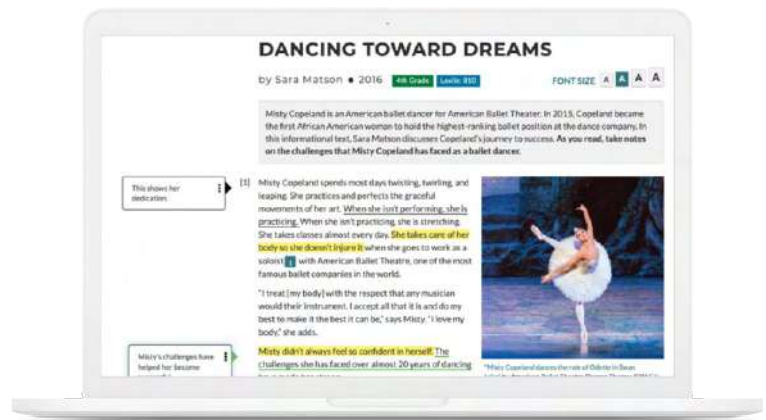 DANCING TOWARD DREAMS
by Sara Matson • 2016 4th Grade Lexile: 810 FONT SIZE A A A A
Misty Copeland is an American ballet dancer for American Ballet Theater. In 2015, Copeland became
the first African American woman to hold the highest-ranking ballet position at the dance company. In
this informational text, Sara Matson discusses Copeland's journey to success. As you read, take notes
on the challenges that Misty Copeland has faced as a ballet dancer.
This shows her
dedication.
[1] Misty Copeland spends most days twisting, twirling, and
leaping. She practices and perfects the graceful
movements of her art. When she isn't performing, she is
practicing. When she isn't practicing, she is stretching.
She takes classes almost every day. She takes care of her
body so she doesn't injure it when she goes to work as a
soloist 1 with American Ballet Theatre, one of the most
famous ballet companies in the world.
"I treat [my body] with the respect that any musician
would their instrument. I accept all that it is and do my
best to make it the best it can be," says Misty. "I love my
body," she adds.
Misty's challenges have
helped her become
Misty didn't always feel so confident in herself. The
challenges she has faced over almost 20 years of dancing
"Misty Copeland dances the role of Odette in Swan